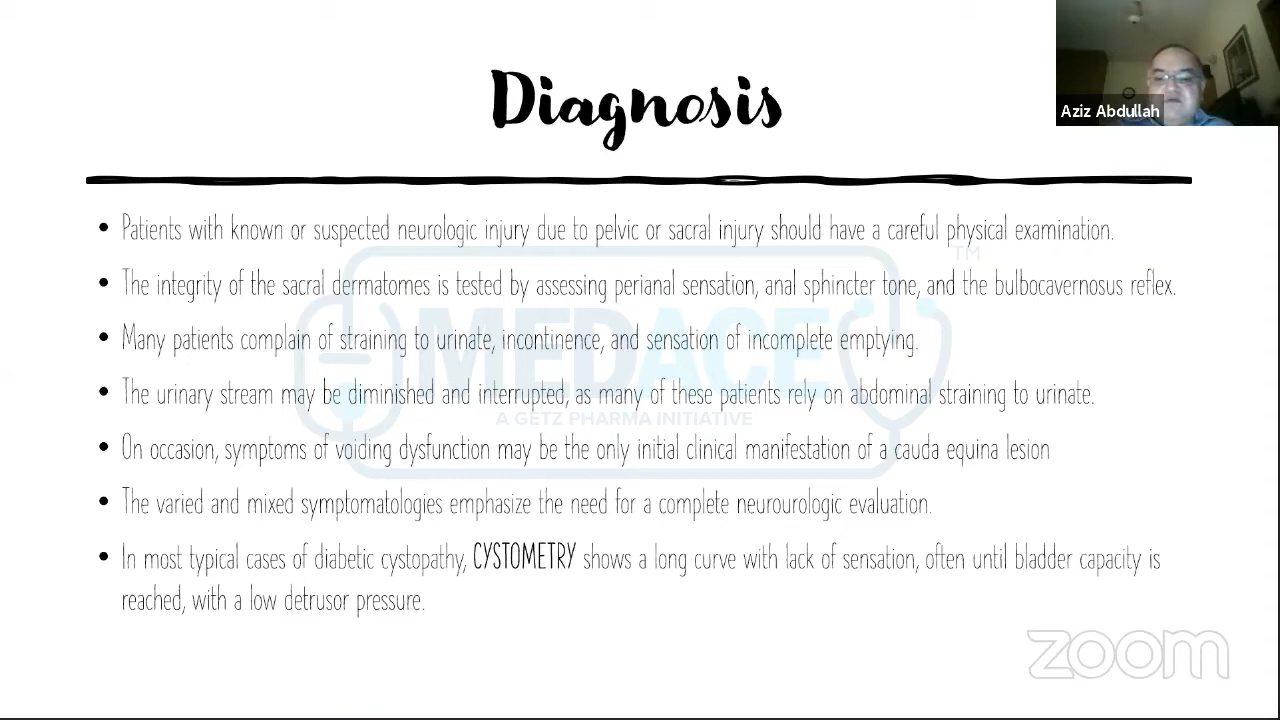 Diagnosis
Aziz Abdullah
• Patients with known or suspected neurologic injury due to pelvic or sacral injury should have a careful physical examination.
• The integrity of the sacral dermatomes is tested by assessing perianal sensation, anal sphincter tone, and the bulbocavernosus reflex.
• Many patients complain of straining to urinate, incontinence, and sensation of incomplete emptying.
• The urinary stream may be diminished and interrupted, as many of these patients rely on abdominal straining to urinate.
• On occasion, symptoms of voiding dysfunction may be the only initial clinical manifestation of a cauda equina lesion
• The varied and mixed symptomatologies emphasize the need for a complete neurourologic evaluation.
• In most typical cases of diabetic cystopathy, CYSTOMETRY shows a long curve with lack of sensation, often until bladder capacity is
reached, with a low detrusor pressure.
TM
MEDACE
A GETZ PHARMA INITIATIVE
zoom